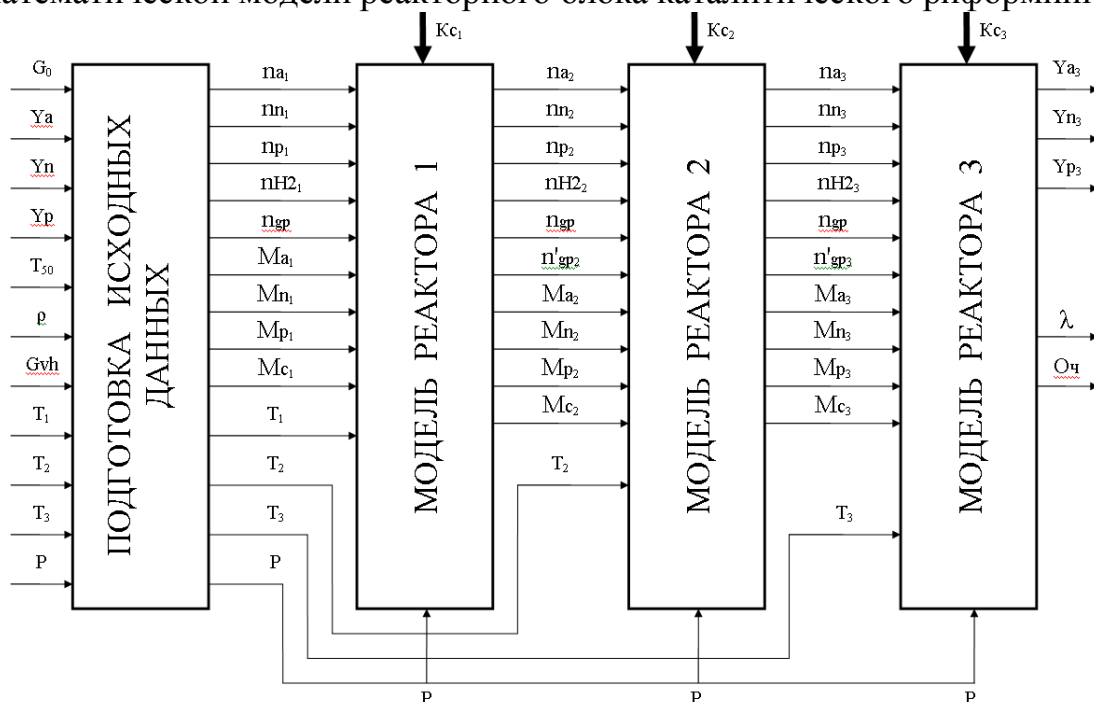 математической модели реакторного блока каталитического риформинг
Kc₁
Kc₂
Kc₃
G₀
Ya
Yn
Yp
T₅₀
ρ
Gvh
T₁
T₂
T₃
P
ПОДГОТОВКА ИСХОДНЫХ
ДАННЫХ
na₁
nn₁
np₁
nH2₁
ngp
Ma₁
Mn₁
Mp₁
Mc₁
T₁
T₂
T₃
P
МОДЕЛЬ РЕАКТОРА 1
na₂
nn₂
np₂
nH2₂
ngp
n'gp₂
Ma₂
Mn₂
Mp₂
Mc₂
T₂
МОДЕЛЬ РЕАКТОРА 2
na₃
nn₃
np₃
nH2₃
ngp
n'gp₃
Ma₃
Mn₃
Mp₃
Mc₃
T₃
МОДЕЛЬ РЕАКТОРА 3
Ya₃
Yn₃
Yp₃
λ
Оч
P
P
P